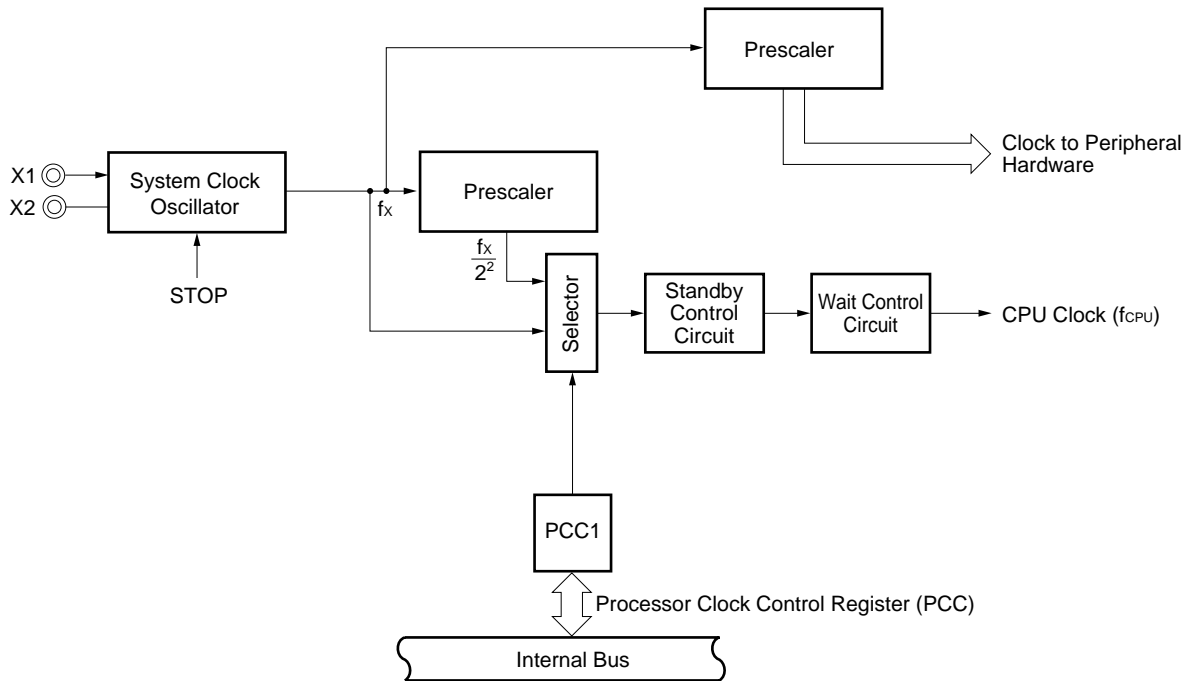 Prescaler
Clock to Peripheral
Hardware
X1
X2
System Clock
Oscillator
fX
Prescaler
fX
2²
STOP
Selector
Standby
Control
Circuit
Wait Control
Circuit
CPU Clock (fCPU)
PCC1
Processor Clock Control Register (PCC)
Internal Bus